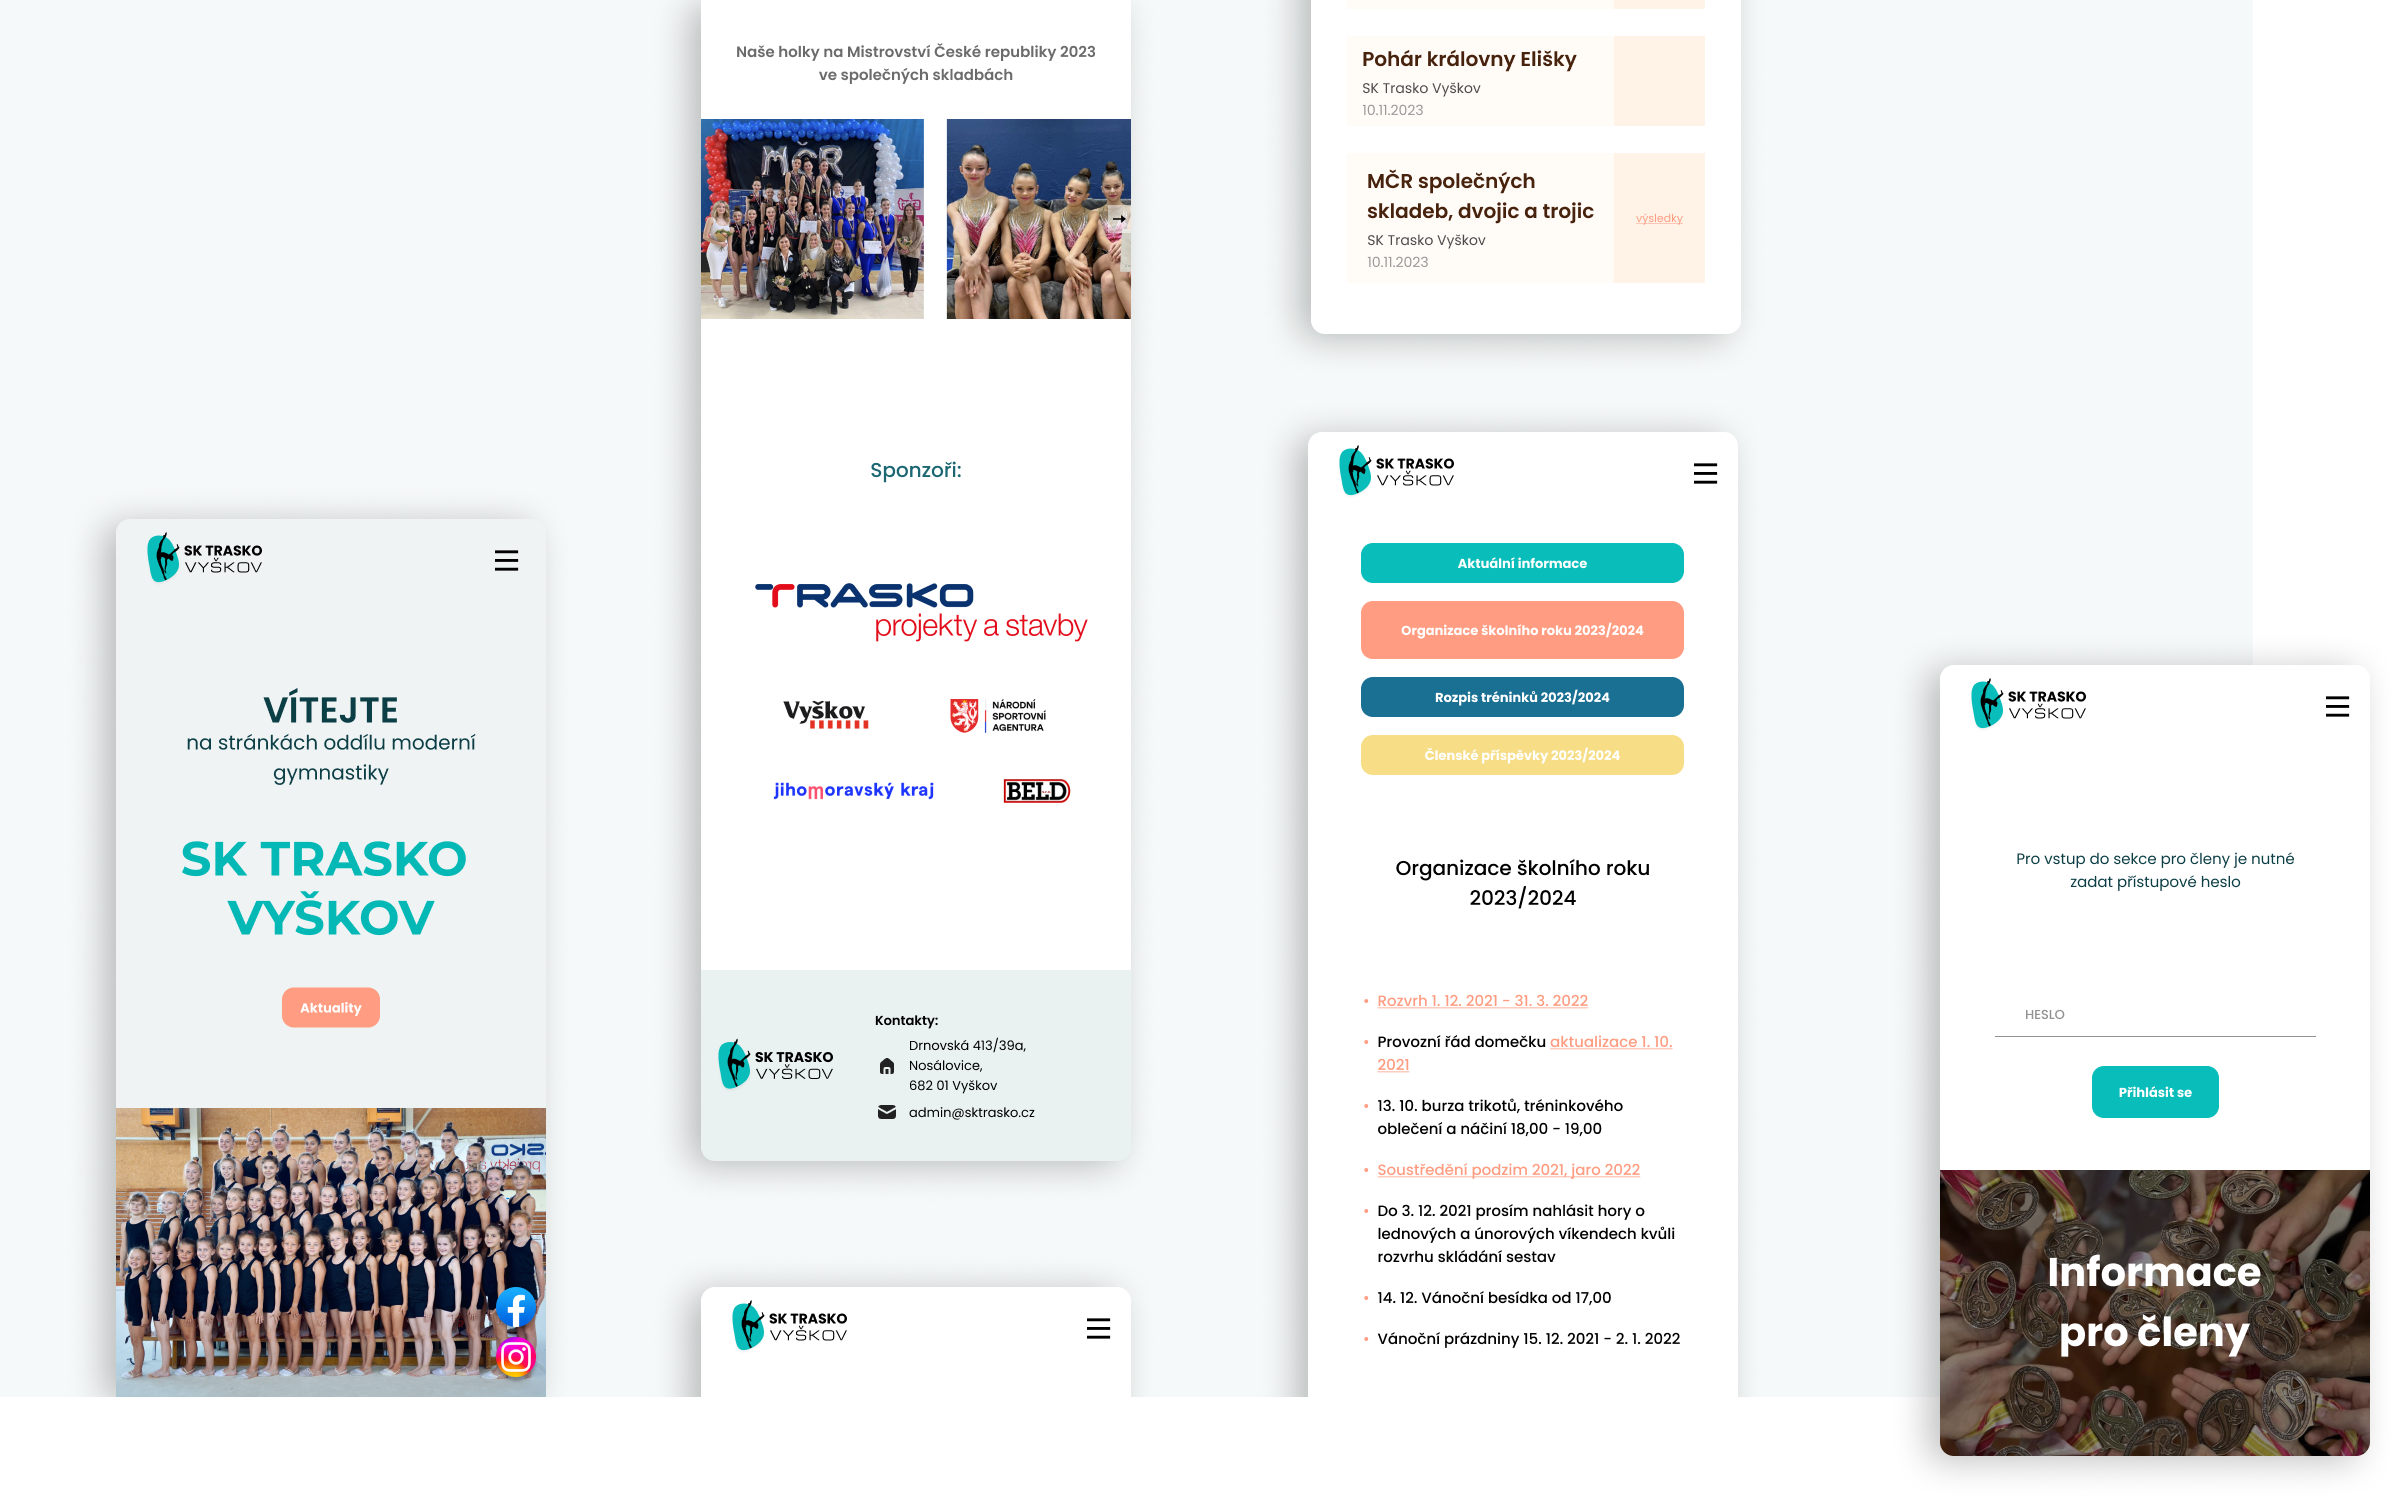 SK TRASKO
VYŠKOV
VÍTEJTE
na stránkách oddílu moderní
gymnastiky
SK TRASKO
VYŠKOV
Aktuality
Naše holky na Mistrovství České republiky 2023
ve společných skladbách
MČR
Sponzoři:
TRASKO
projekty a stavby
Vyškov
NÁRODNÍ
SPORTOVNÍ
AGENTURA
jihomoravský kraj
BELD
SK TRASKO
VYŠKOV
Kontakty:
Drnovská 413/39a,
Nosálovice,
682 01 Vyškov
admin@sktrasko.cz
SK TRASKO
VYŠKOV
Pohár královny Elišky
SK Trasko Vyškov
10.11.2023
MČR společných
skladeb, dvojic a trojic
SK Trasko Vyškov
10.11.2023
výsledky
SK TRASKO
VYŠKOV
Aktuální informace
Organizace školního roku 2023/2024
Rozpis tréninků 2023/2024
Členské příspěvky 2023/2024
Organizace školního roku
2023/2024
• Rozvrh 1. 12. 2021 - 31. 3. 2022
• Provozní řád domečku aktualizace 1. 10.
2021
• 13. 10. burza trikotů, tréninkového
oblečení a náčiní 18,00 - 19,00
• Soustředění podzim 2021, jaro 2022
• Do 3. 12. 2021 prosím nahlásit hory o
lednových a únorových víkendech kvůli
rozvrhu skládání sestav
• 14. 12. Vánoční besídka od 17,00
• Vánoční prázdniny 15. 12. 2021 - 2. 1. 2022
SK TRASKO
VYŠKOV
Pro vstup do sekce pro členy je nutné
zadat přístupové heslo
HESLO
Přihlásit se
Informace
pro členy